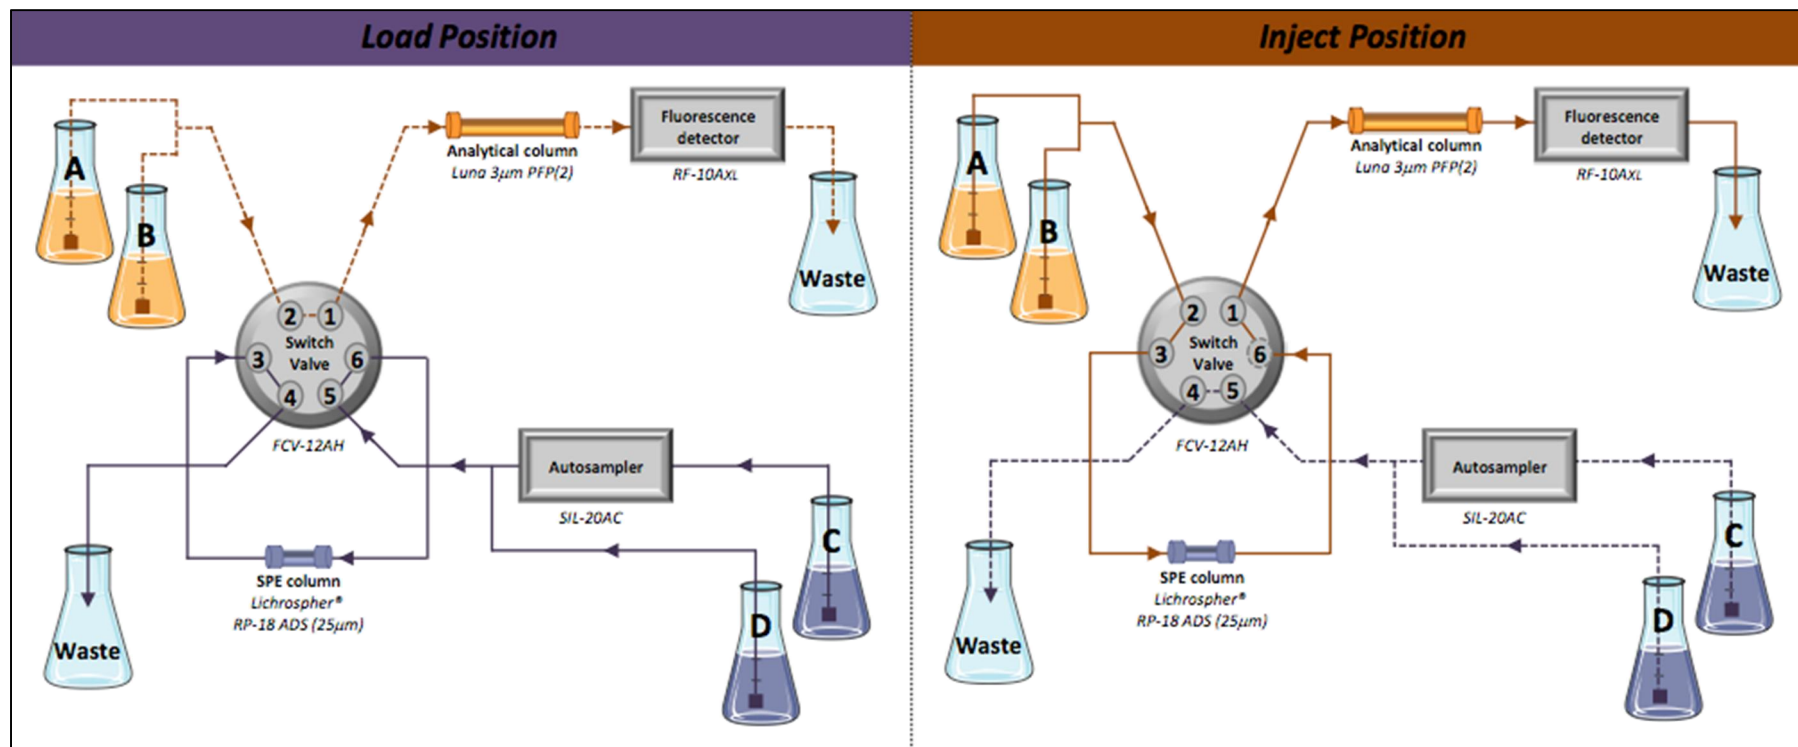 Load Position
A
B
Analytical column
Luna 3µm PFP(2)
Fluorescence
detector
RF-10AXL
Waste
2
1
Switch
Valve
3
6
4
5
FCV-12AH
Autosampler
SIL-20AC
SPE column
Lichrospher®
RP-18 ADS (25µm)
Waste
C
D
Inject Position
A
B
Analytical column
Luna 3µm PFP(2)
Fluorescence
detector
RF-10AXL
Waste
2
1
Switch
Valve
3
6
4
5
FCV-12AH
Autosampler
SIL-20AC
SPE column
Lichrospher®
RP-18 ADS (25µm)
Waste
C
D